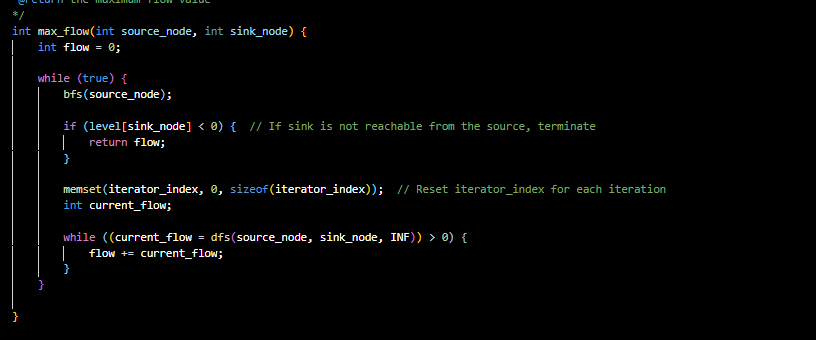 @return the maximum flow value
*/
int max_flow(int source_node, int sink_node) {
    int flow = 0;

    while (true) {
        bfs(source_node);

        if (level[sink_node] < 0) {  // If sink is not reachable from the source, terminate
            return flow;
        }

        memset(iterator_index, 0, sizeof(iterator_index));  // Reset iterator_index for each iteration
        int current_flow;

        while ((current_flow = dfs(source_node, sink_node, INF)) > 0) {
            flow += current_flow;
        }
    }

}